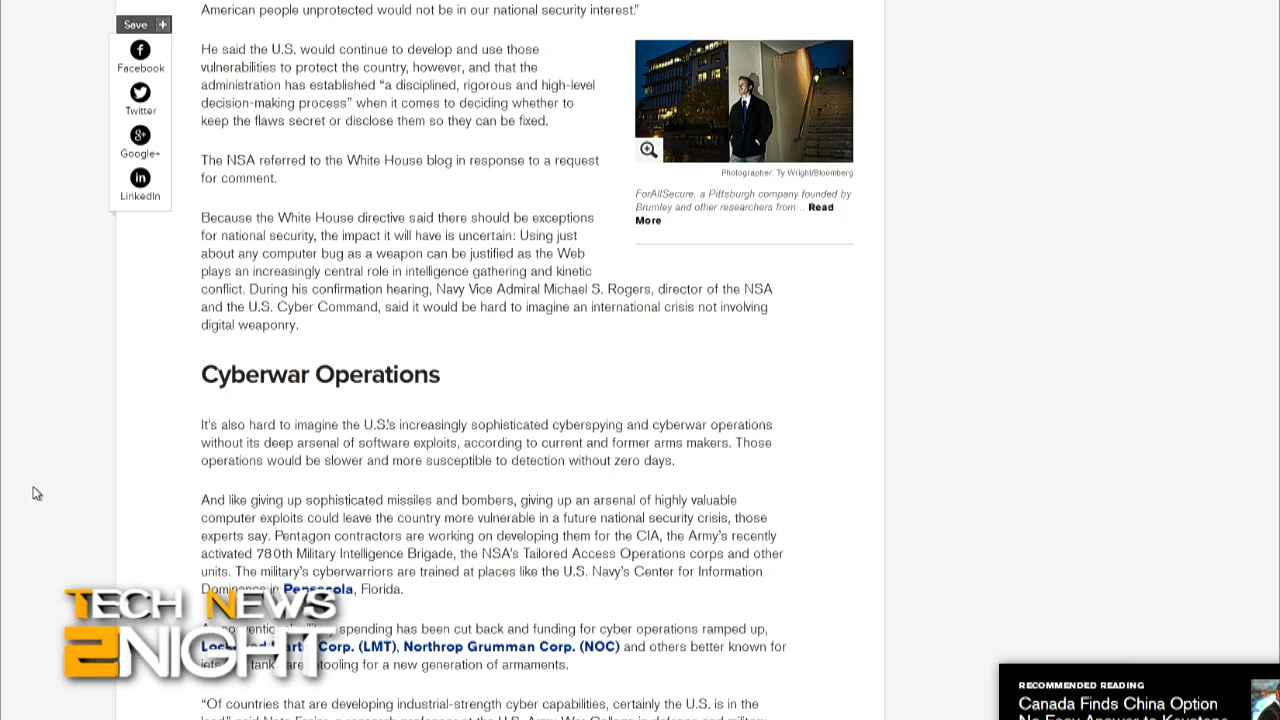 American people unprotected would not be in our national security interest."
Save +
Facebook
Twitter
Google+
in
LinkedIn
He said the U.S. would continue to develop and use those
vulnerabilities to protect the country, however, and that the
administration has established “a disciplined, rigorous and high-level
decision-making process” when it comes to deciding whether to
keep the flaws secret or disclose them so they can be fixed.
The NSA referred to the White House blog in response to a request
for comment.
Photographer: Ty Wright/Bloomberg
ForAllSecure, a Pittsburgh company founded by
Brumley and other researchers from... Read
More
Because the White House directive said there should be exceptions
for national security, the impact it will have is uncertain: Using just
about any computer bug as a weapon can be justified as the Web
plays an increasingly central role in intelligence gathering and kinetic
conflict. During his confirmation hearing, Navy Vice Admiral Michael S. Rogers, director of the NSA
and the U.S. Cyber Command, said it would be hard to imagine an international crisis not involving
digital weaponry.
Cyberwar Operations
It's also hard to imagine the U.S.'s increasingly sophisticated cyberspying and cyberwar operations
without its deep arsenal of software exploits, according to current and former arms makers. Those
operations would be slower and more susceptible to detection without zero days.
And like giving up sophisticated missiles and bombers, giving up an arsenal of highly valuable
computer exploits could leave the country more vulnerable in a future national security crisis, those
experts say. Pentagon contractors are working on developing them for the CIA, the Army's recently
activated 780th Military Intelligence Brigade, the NSA's Tailored Access Operations corps and other
units. The military's cyberwarriors are trained at places like the U.S. Navy's Center for Information
Dominance in Pensacola, Florida.
spending has been cut back and funding for cyber operations ramped up,
Corp. (LMT), Northrop Grumman Corp. (NOC) and others better known for
for a new generation of armaments.
TECH NEWS
2NIGHT
“Of countries that are developing industrial-strength cyber capabilities, certainly the U.S. is in the
RECOMMENDED READING
Canada Finds China Option
No Easy Answer to Keystone